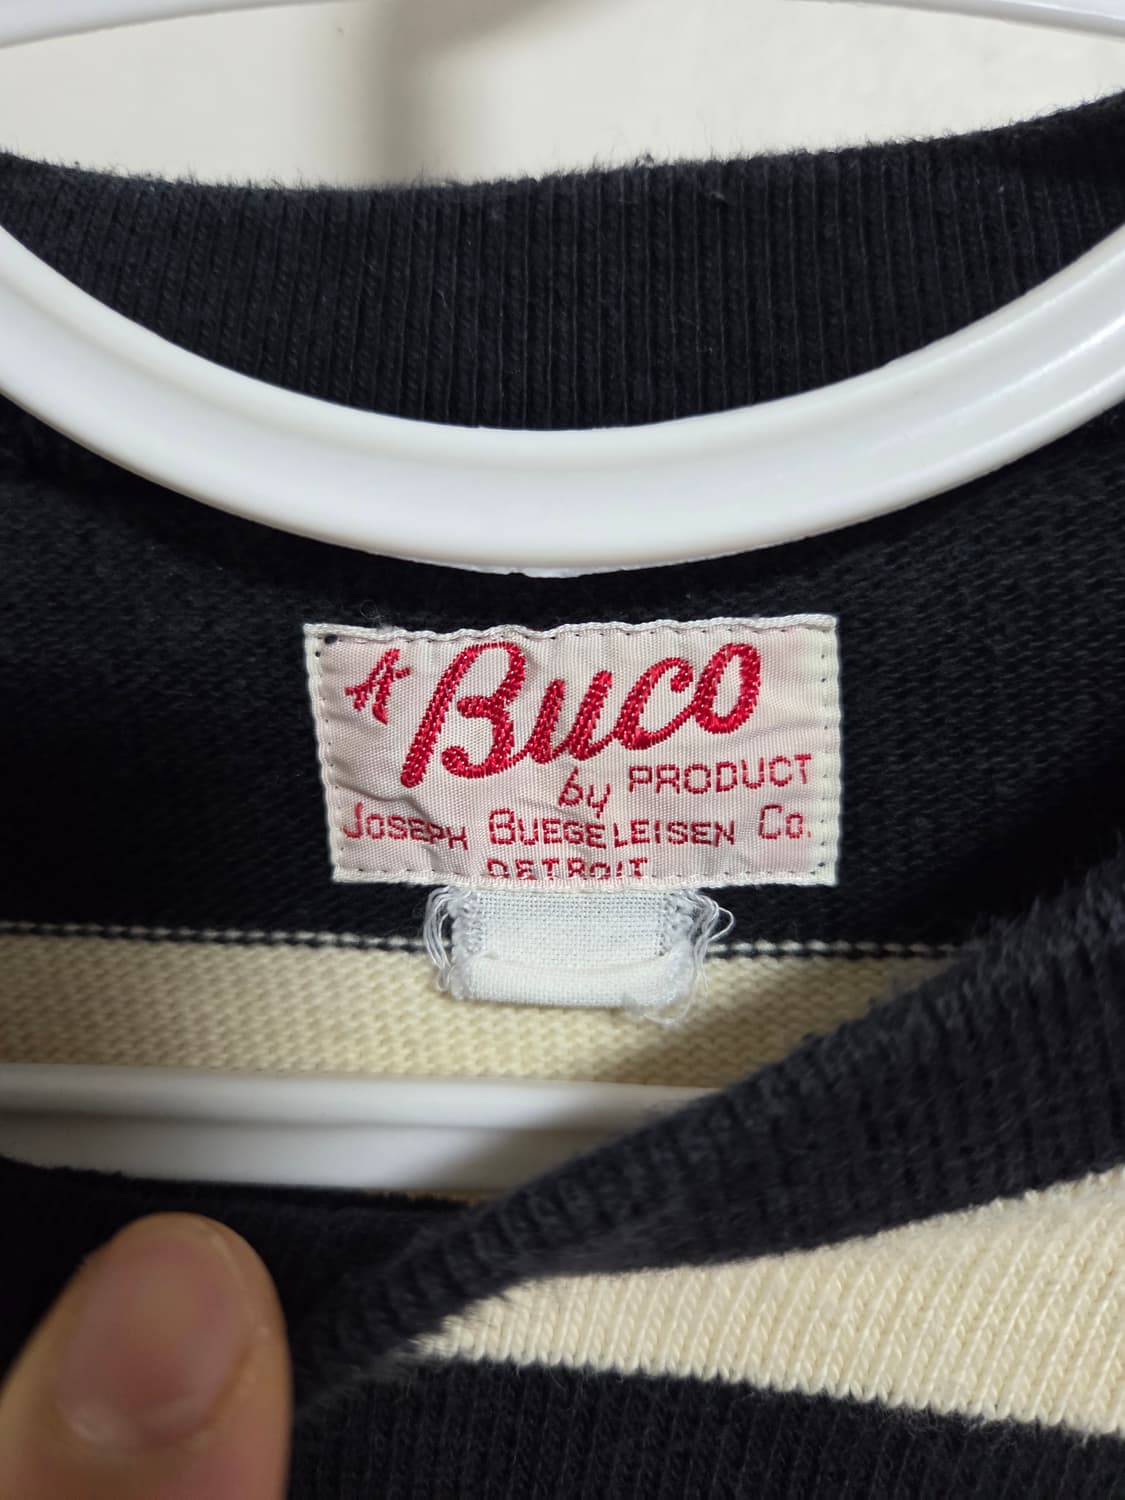 A Buco
by PRODUCT
JOSEPH BUEGELEISEN Co.
DETROIT